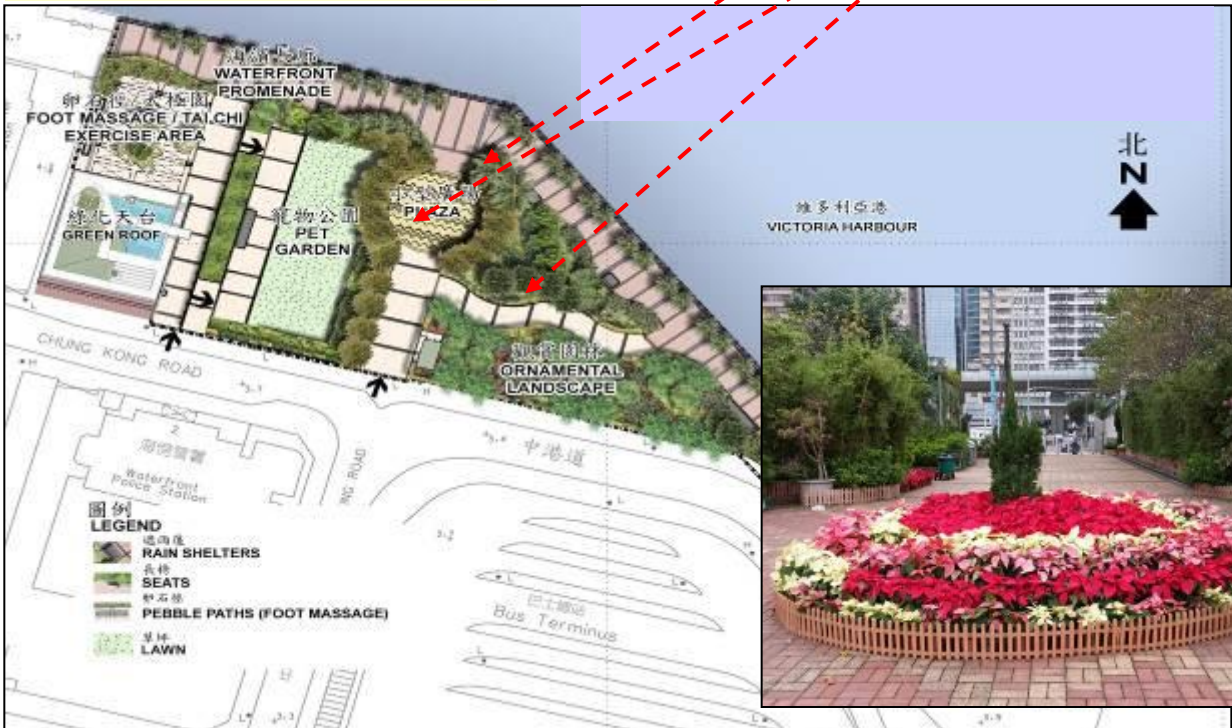 海濱長廊
WATERFRONT
PROMENADE
卵石徑/太極園
FOOT MASSAGE / TAI CHI
EXERCISE AREA
綠化天台
GREEN ROOF
寵物公園
PET
GARDEN
PLAZA
北
N
維多利亞港
VICTORIA HARBOUR
觀賞園林
ORNAMENTAL
LANDSCAPE
CHUNG KONG ROAD
中港道
Waterfront
Police Station
NG ROAD
巴士總站
Bus Terminus
圖例
LEGEND
RAIN SHELTERS
長椅
SEATS
卵石徑
PEBBLE PATHS (FOOT MASSAGE)
草坪
LAWN